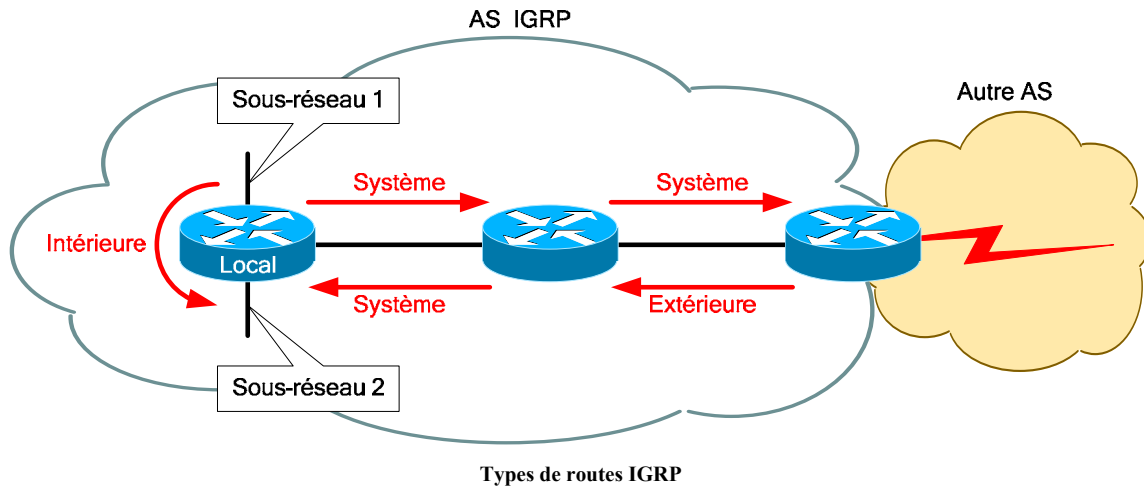 AS IGRP
Autre AS
Sous-réseau 1
Système
Système
Intérieure
Local
Système
Extérieure
Sous-réseau 2
Types de routes IGRP